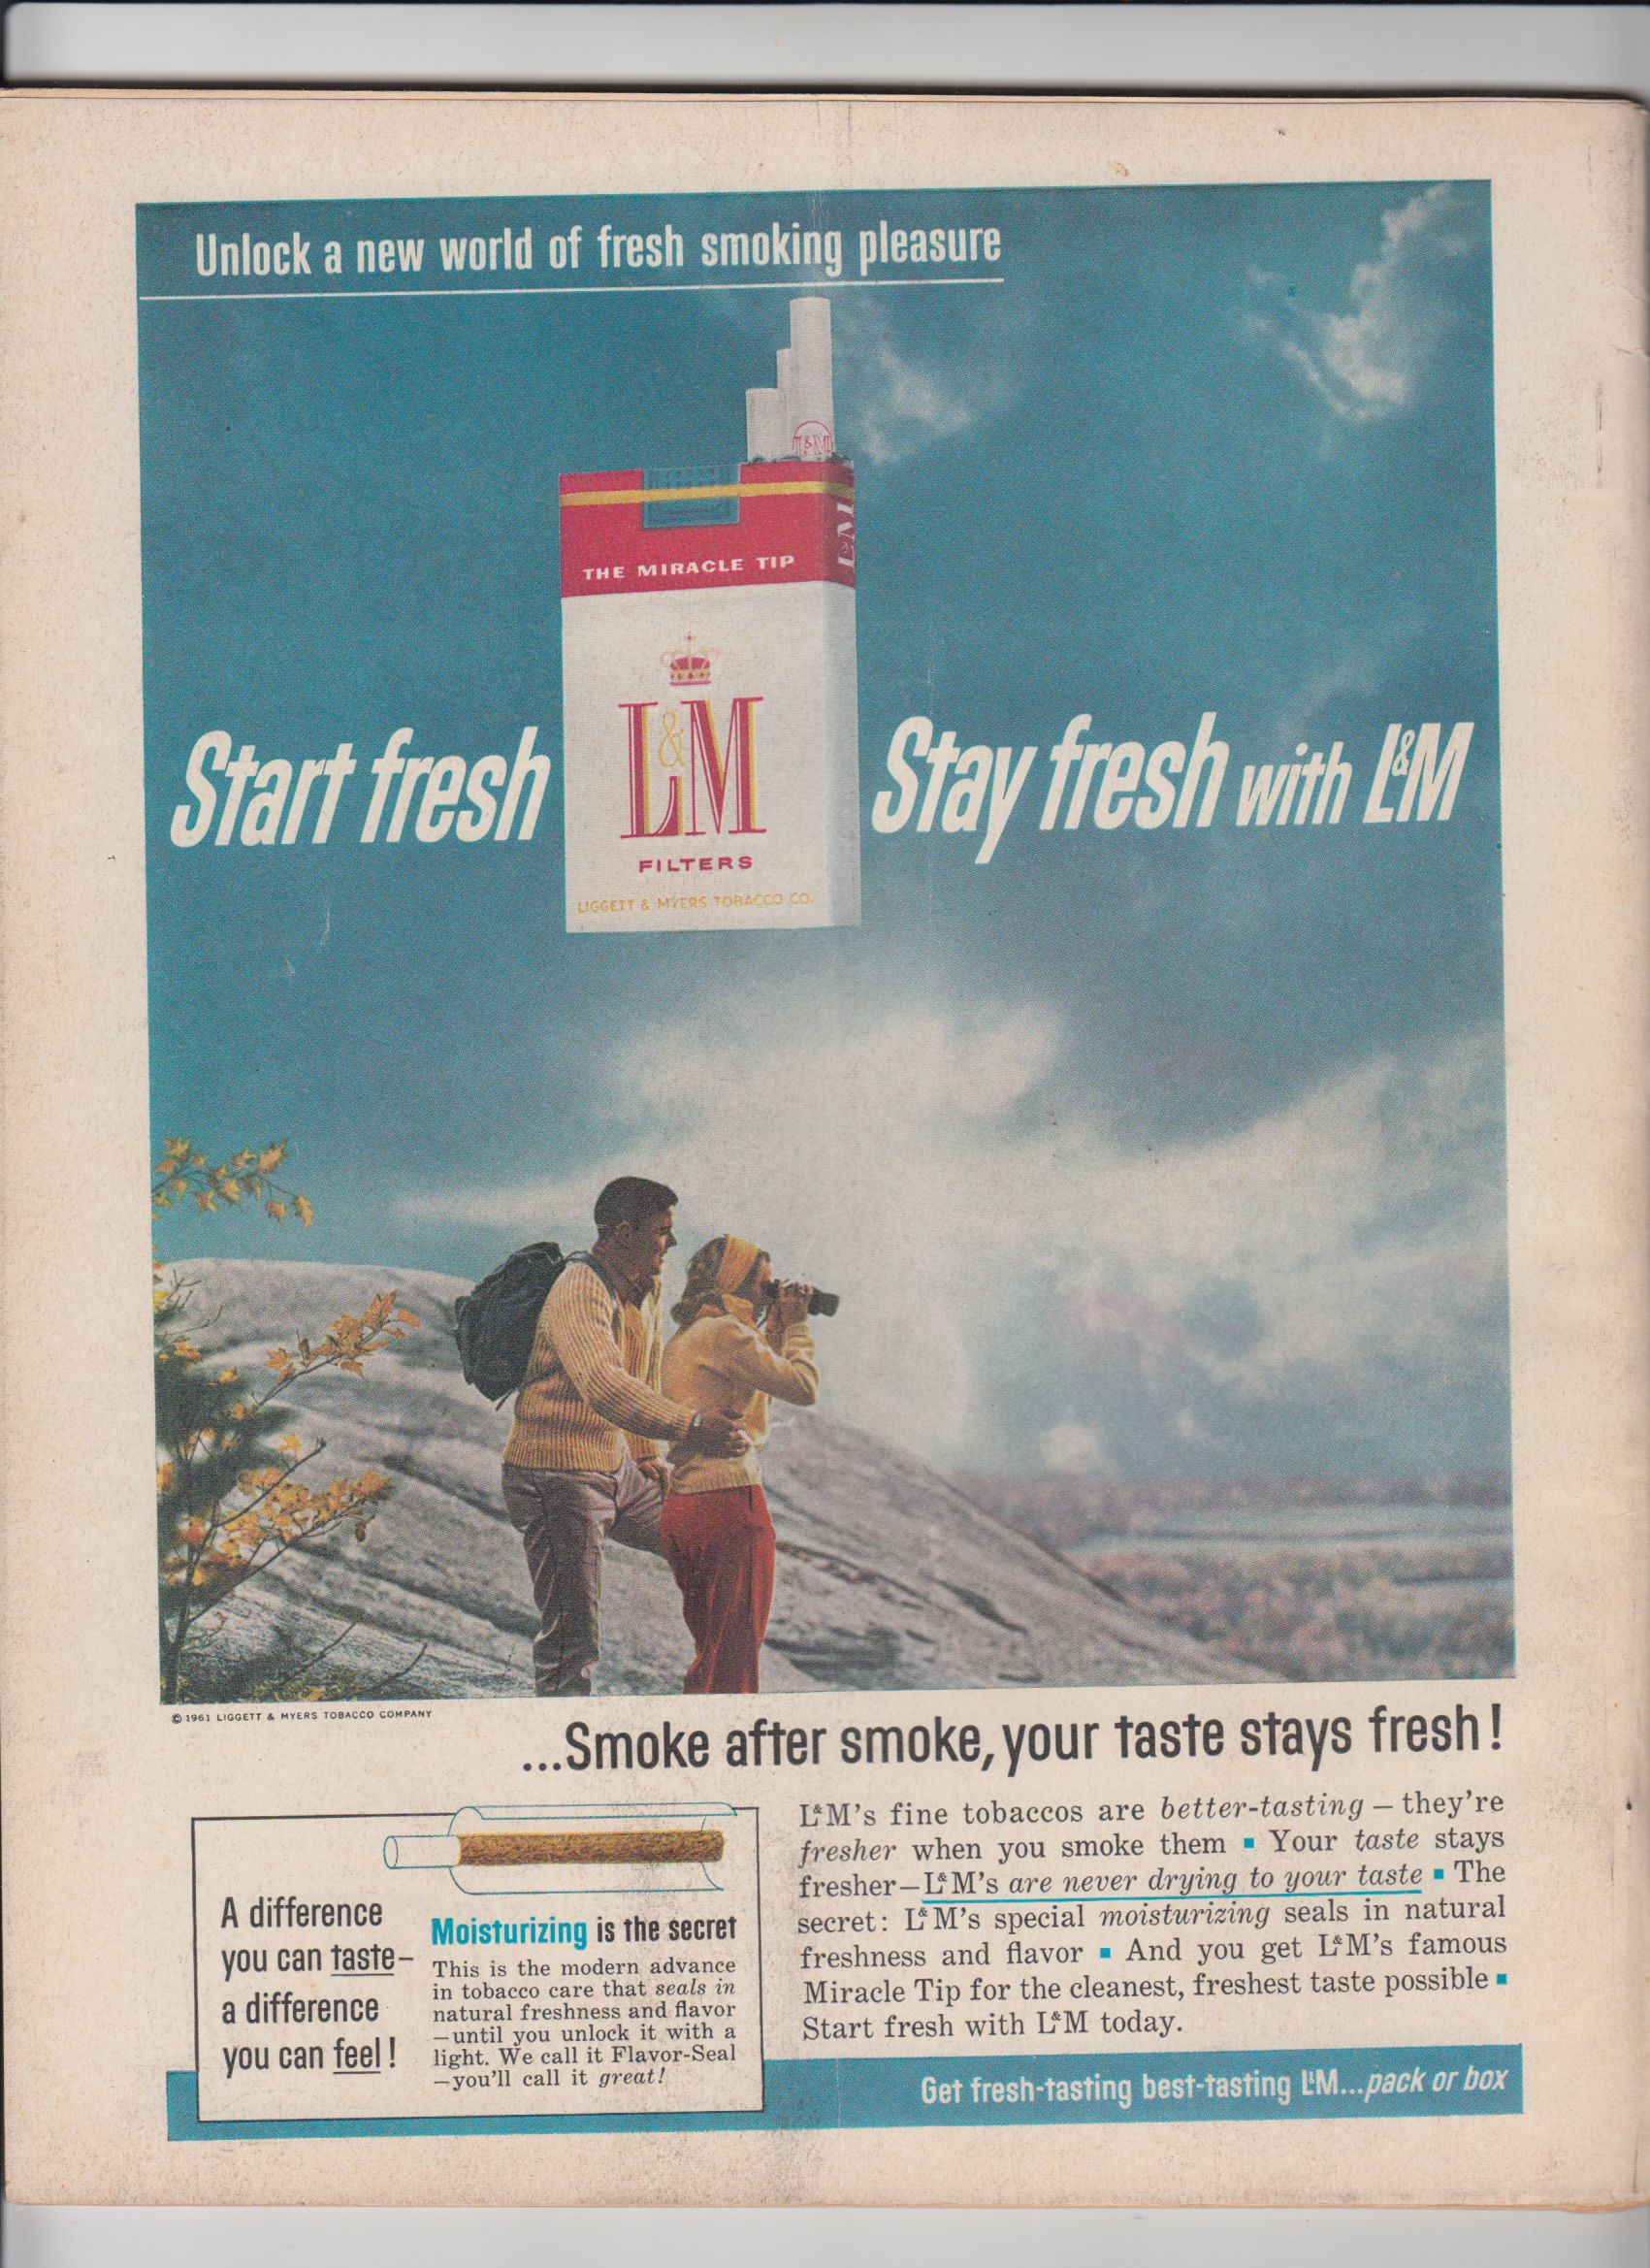 Unlock a new world of fresh smoking pleasure
L&M
THE MIRACLE TIP
L&M
L&M
FILTERS
LIGGETT & MYERS TOBACCO CO.
Start fresh
Stay fresh with L&M
© 1961 LIGGETT & MYERS TOBACCO COMPANY
...Smoke after smoke, your taste stays fresh!
A difference
you can taste–
a difference
you can feel!
Moisturizing is the secret
This is the modern advance
in tobacco care that seals in
natural freshness and flavor
—until you unlock it with a
light. We call it Flavor-Seal
—you'll call it great!
L&M's fine tobaccos are better-tasting – they're
fresher when you smoke them ▪ Your taste stays
fresher—L&M's are never drying to your taste ▪ The
secret: L&M's special moisturizing seals in natural
freshness and flavor ▪ And you get L&M's famous
Miracle Tip for the cleanest, freshest taste possible ▪
Start fresh with L&M today.
Get fresh-tasting best-tasting L&M...pack or box